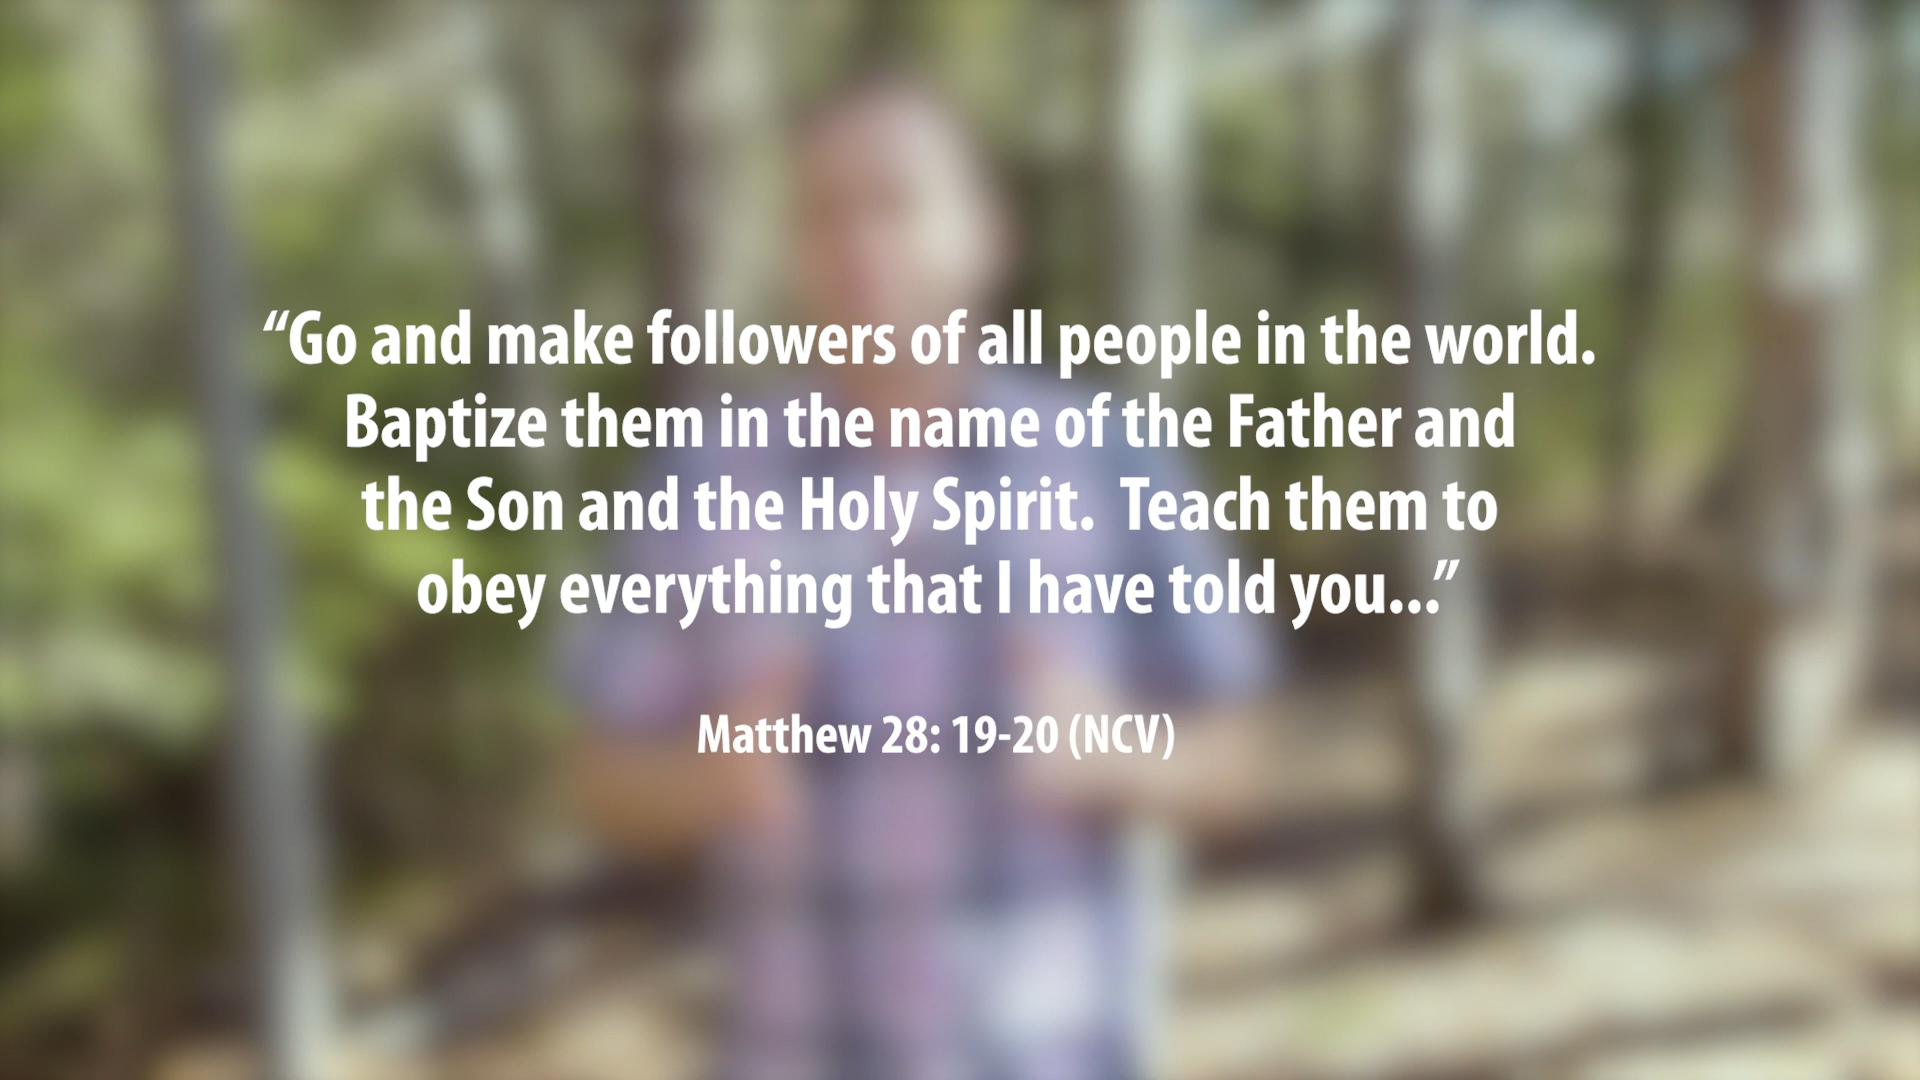 “Go and make followers of all people in the world.
Baptize them in the name of the Father and
the Son and the Holy Spirit.  Teach them to
obey everything that I have told you...”
Matthew 28: 19-20 (NCV)